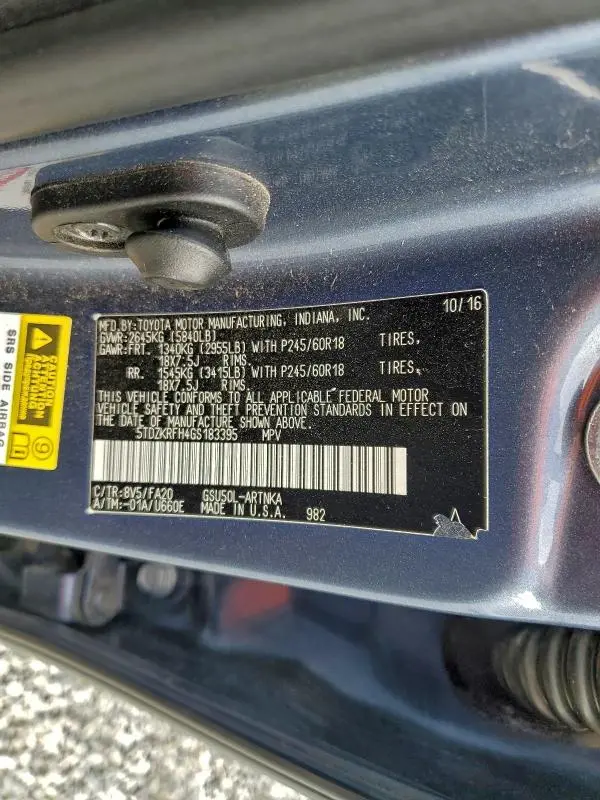 10/16
MFD.BY:TOYOTA MOTOR MANUFACTURING, INDIANA, INC.
GVWR:2645KG (5840LB)
GAWR:FRT. 1340KG (2955LB) WITH P245/60R18 TIRES,
18X7.5J RIMS.
RR. 1545KG (3415LB) WITH P245/60R18 TIRES,
18X7.5J RIMS.
THIS VEHICLE CONFORMS TO ALL APPLICABLE FEDERAL MOTOR
VEHICLE SAFETY AND THEFT PREVENTION STANDARDS IN EFFECT ON
THE DATE OF MANUFACTURE SHOWN ABOVE.
5TDZKRFH4GS183395 MPV
C/TR:8V5/FA20 GSU50L-ARTNKA
A/TM:-01A/U660E MADE IN U.S.A. 982 A
SRS SIDE AIRBAG
9